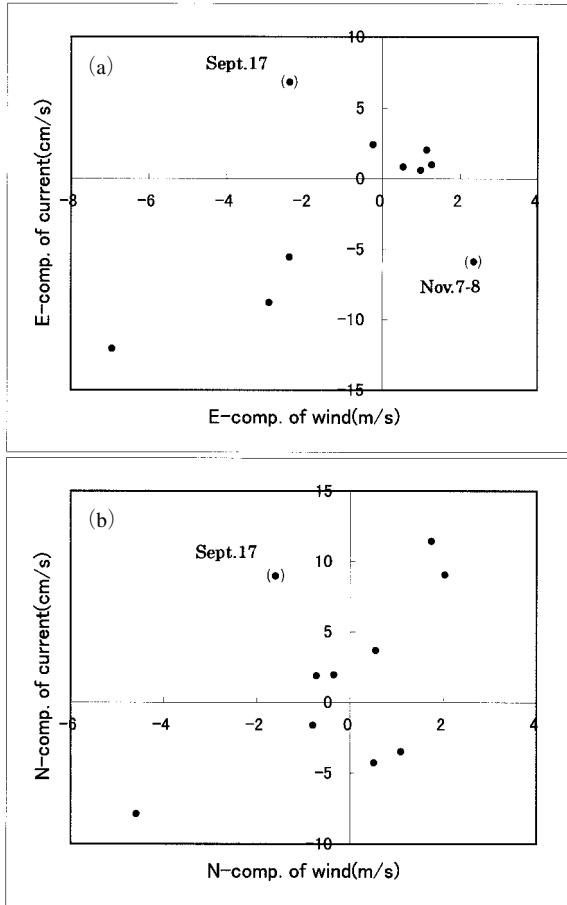 (a)
Sept.17
10
5
0
-8
-6
-4
-2
0
2
4
-5
Nov.7-8
-10
-15
E-comp. of current(cm/s)
E-comp. of wind(m/s)
(b)
Sept.17
15
10
5
0
-6
-4
-2
0
2
4
-5
-10
N-comp. of current(cm/s)
N-comp. of wind(m/s)